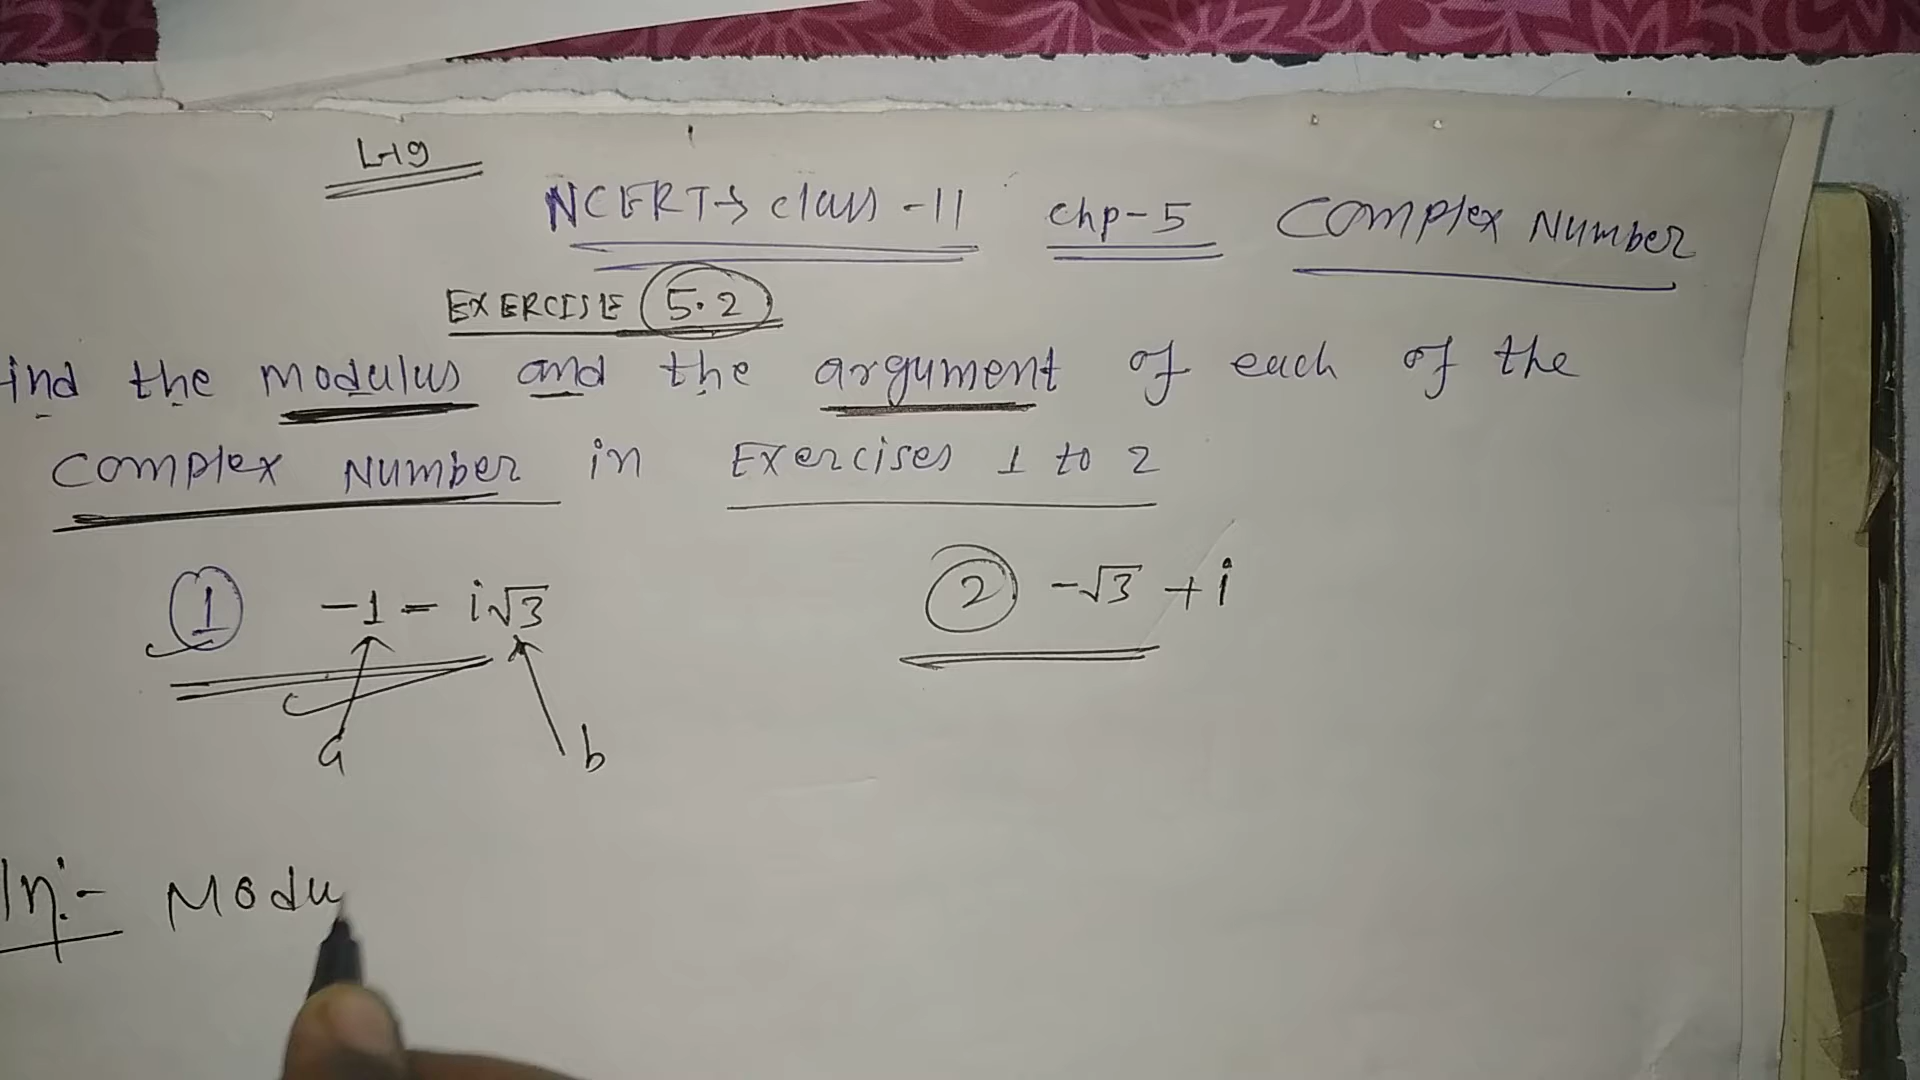 L-19
NCERT→ class -11 chp-5 Complex Number
EXERCISE 5.2
ind the modulus and the argument of each of the
Complex Number in Exercises 1 to 2
1 -1 - i√3 2 -√3 + i
a b
ln:- Modu